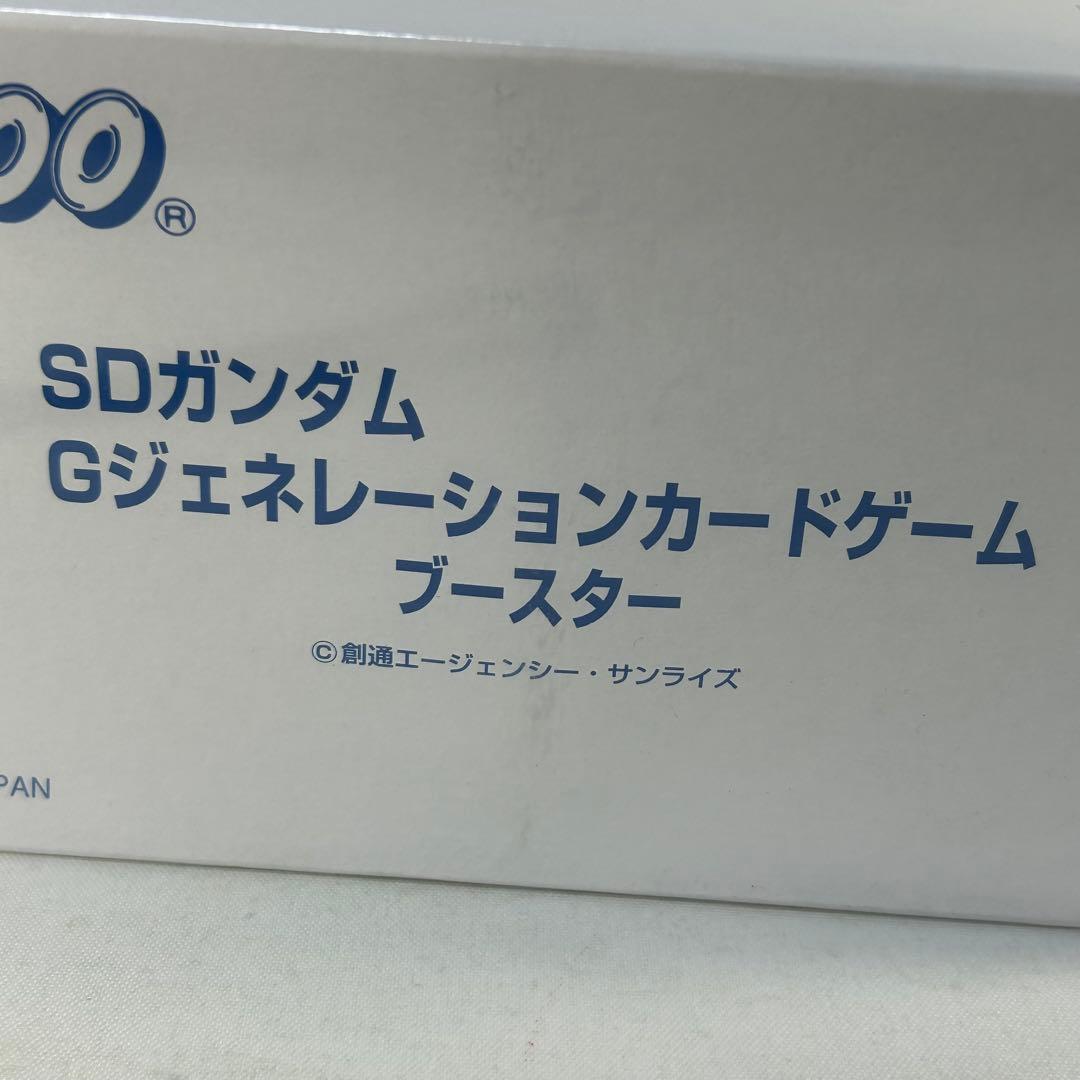 ®
SDガンダム
Gジェネレーションカードゲーム
ブースター
©創通エージェンシー・サンライズ
PAN